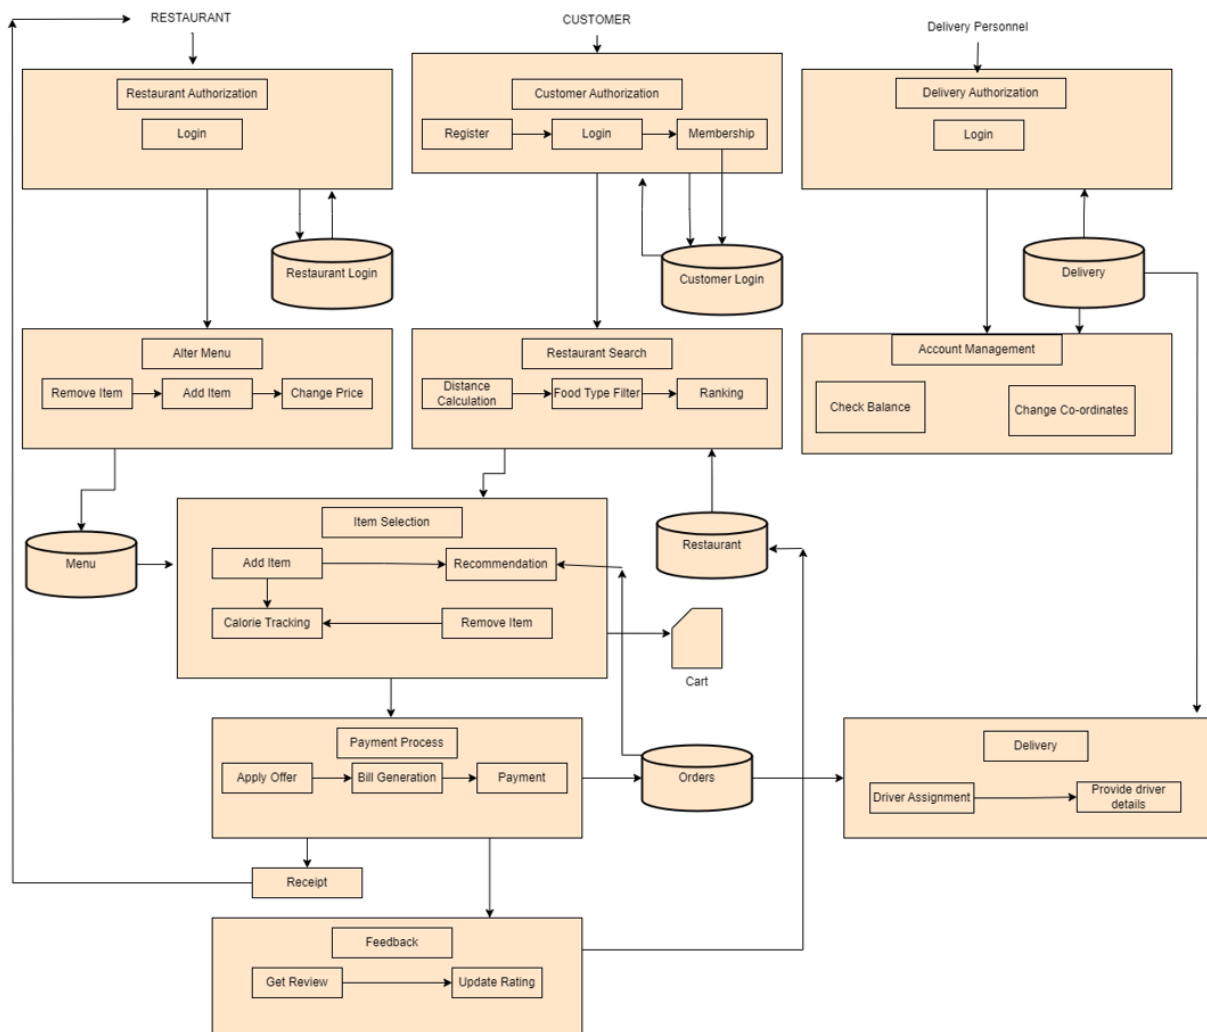 RESTAURANT
CUSTOMER
Delivery Personnel
Restaurant Authorization
Login
Customer Authorization
Register
Login
Membership
Delivery Authorization
Login
Restaurant Login
Customer Login
Delivery
Alter Menu
Remove Item
Add Item
Change Price
Restaurant Search
Distance
Calculation
Food Type Filter
Ranking
Account Management
Check Balance
Change Co-ordinates
Menu
Item Selection
Add Item
Recommendation
Calorie Tracking
Remove Item
Restaurant
Cart
Payment Process
Apply Offer
Bill Generation
Payment
Orders
Delivery
Driver Assignment
Provide driver
details
Receipt
Feedback
Get Review
Update Rating